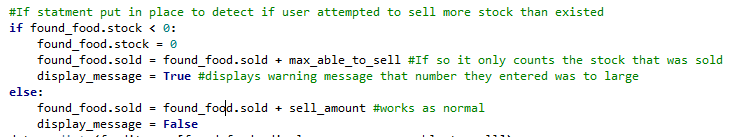 #If statment put in place to detect if user attempted to sell more stock than existed
if found_food.stock < 0:
    found_food.stock = 0
    found_food.sold = found_food.sold + max_able_to_sell #If so it only counts the stock that was sold
    display_message = True #displays warning message that number they entered was to large
else:
    found_food.sold = found_food.sold + sell_amount #works as normal
    display_message = False